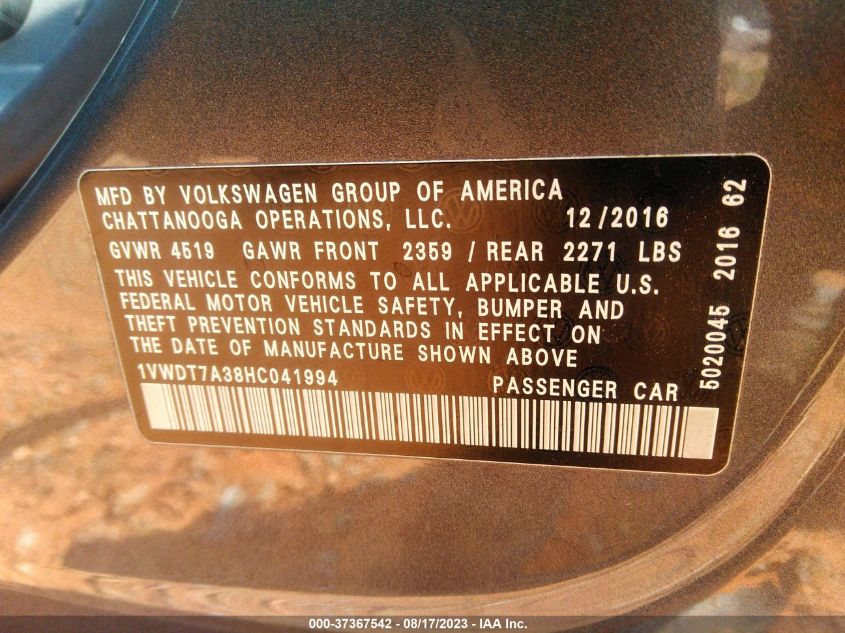 MFD BY VOLKSWAGEN GROUP OF AMERICA
CHATTANOOGA OPERATIONS, LLC. 12/2016
GVWR 4519 GAWR FRONT 2359 / REAR 2271 LBS
THIS VEHICLE CONFORMS TO ALL APPLICABLE U.S.
FEDERAL MOTOR VEHICLE SAFETY, BUMPER AND
THEFT PREVENTION STANDARDS IN EFFECT ON
THE DATE OF MANUFACTURE SHOWN ABOVE
1VWDT7A38HC041994 PASSENGER CAR
5020045 2016 62
000-37367542 - 08/17/2023 - IAA Inc.